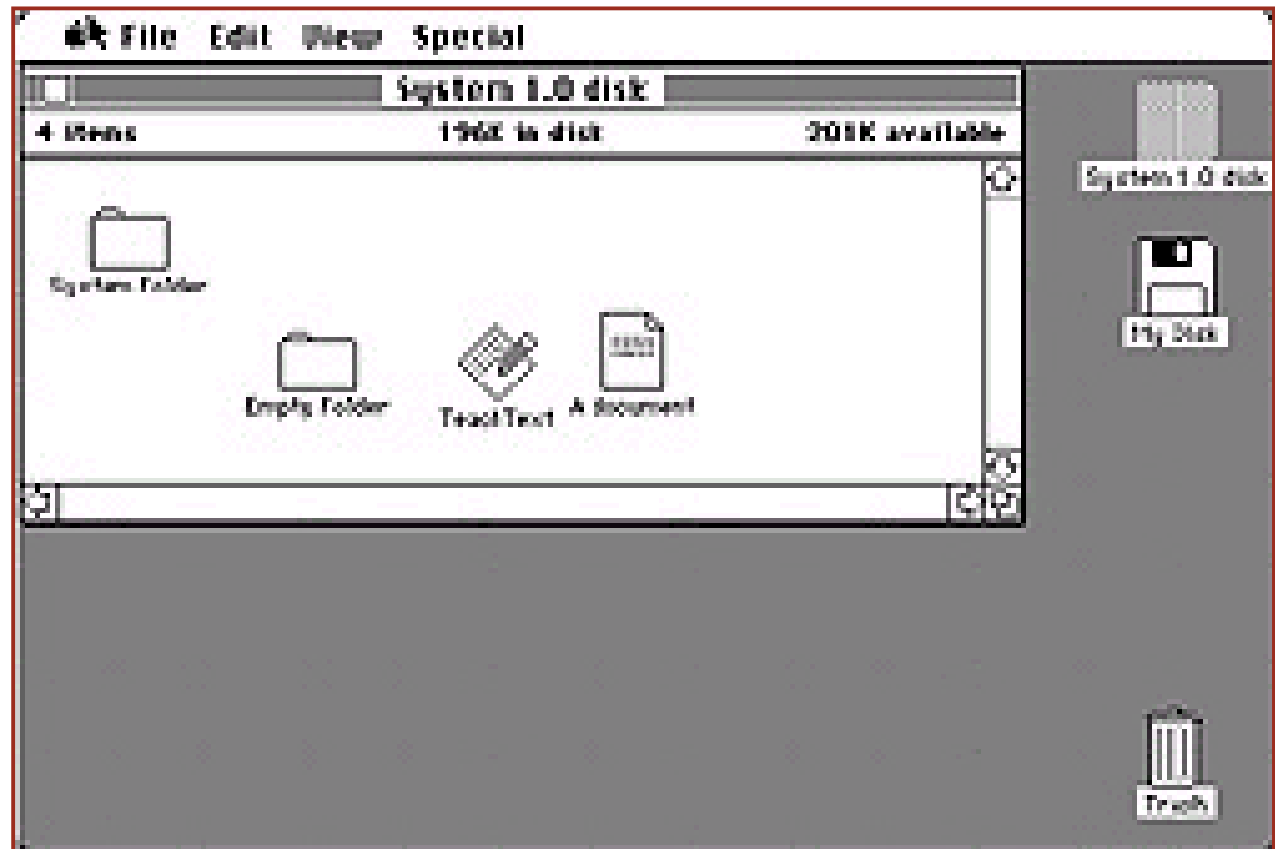 File Edit View Special
System 1.0 disk
4 items 196K in disk 201K available
System 1.0 disk
System Folder
My Disk
Empty Folder TeachText A document
Trash